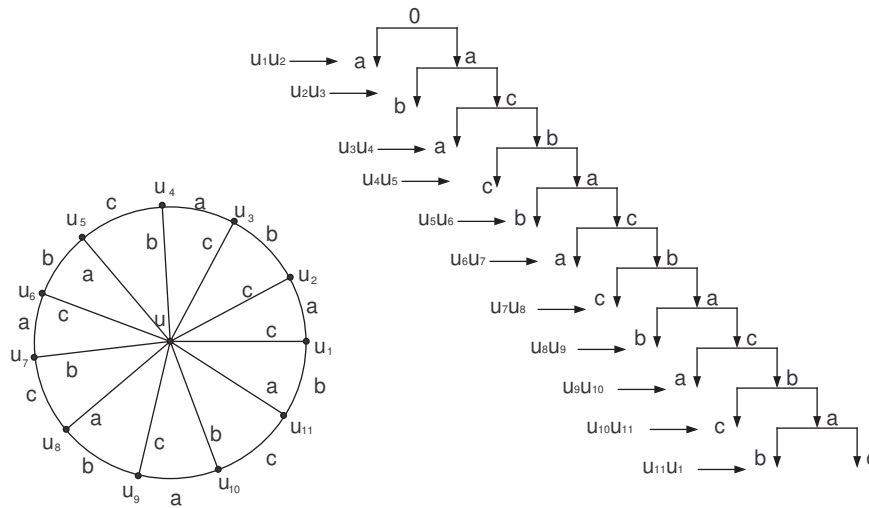 0
u₁u₂ a a
u₂u₃ b c
u₃u₄ a b
u₄u₅ c a
u₅u₆ b c
u₆u₇ a b
u₇u₈ c a
u₈u₉ b c
u₉u₁₀ a b
u₁₀u₁₁ c a
u₁₁u₁ b
u₄
c a
u₅ u₃
b c b
b a
u₂
u₆ c c
a u a
u₇ b c u₁
c a a b
u₈ u₁₁
c b
b c
u₉ u₁₀
a